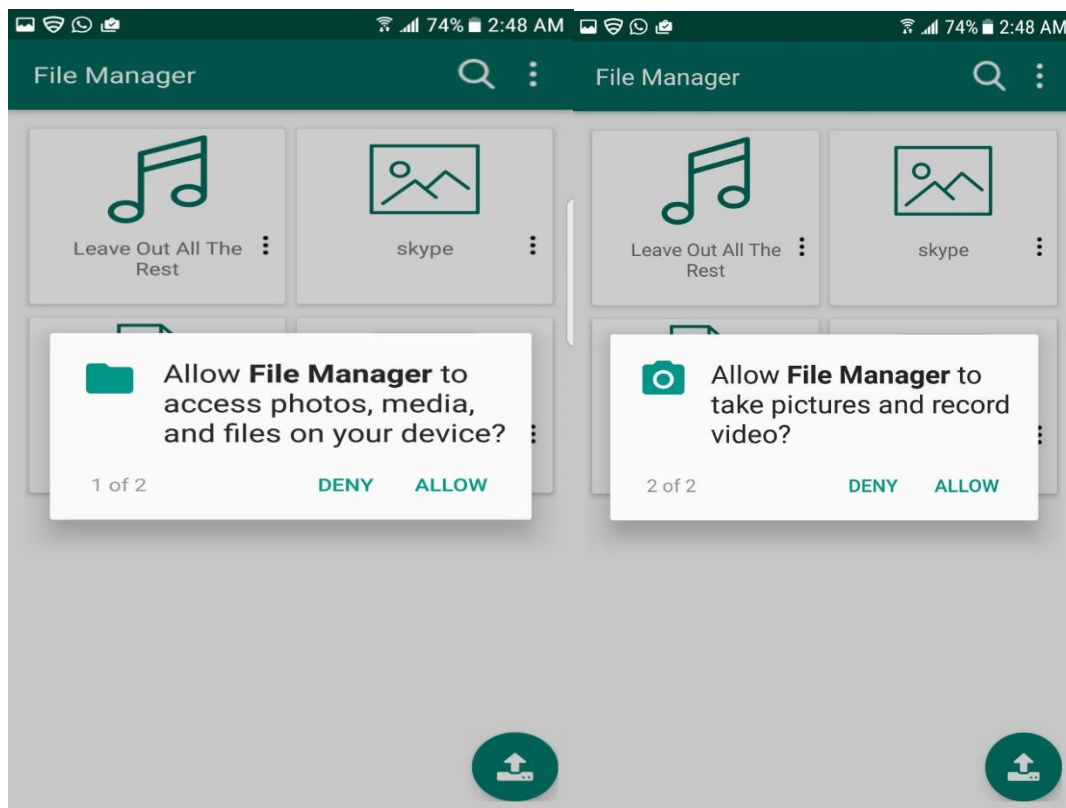 74% 2:48 AM
File Manager
Leave Out All The
Rest
skype
Allow File Manager to
access photos, media,
and files on your device?
1 of 2 DENY ALLOW
74% 2:48 AM
File Manager
Leave Out All The
Rest
skype
Allow File Manager to
take pictures and record
video?
2 of 2 DENY ALLOW